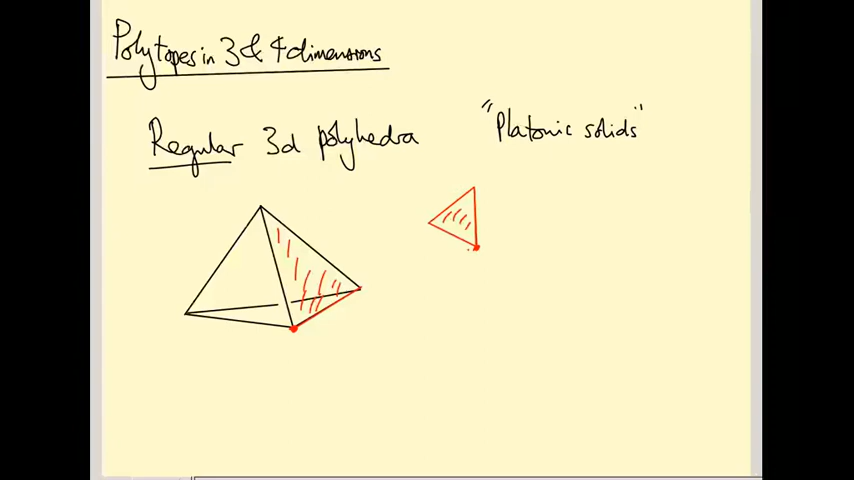 Polytopes in 3 & 4 dimensions
Regular 3d polyhedra "Platonic solids"